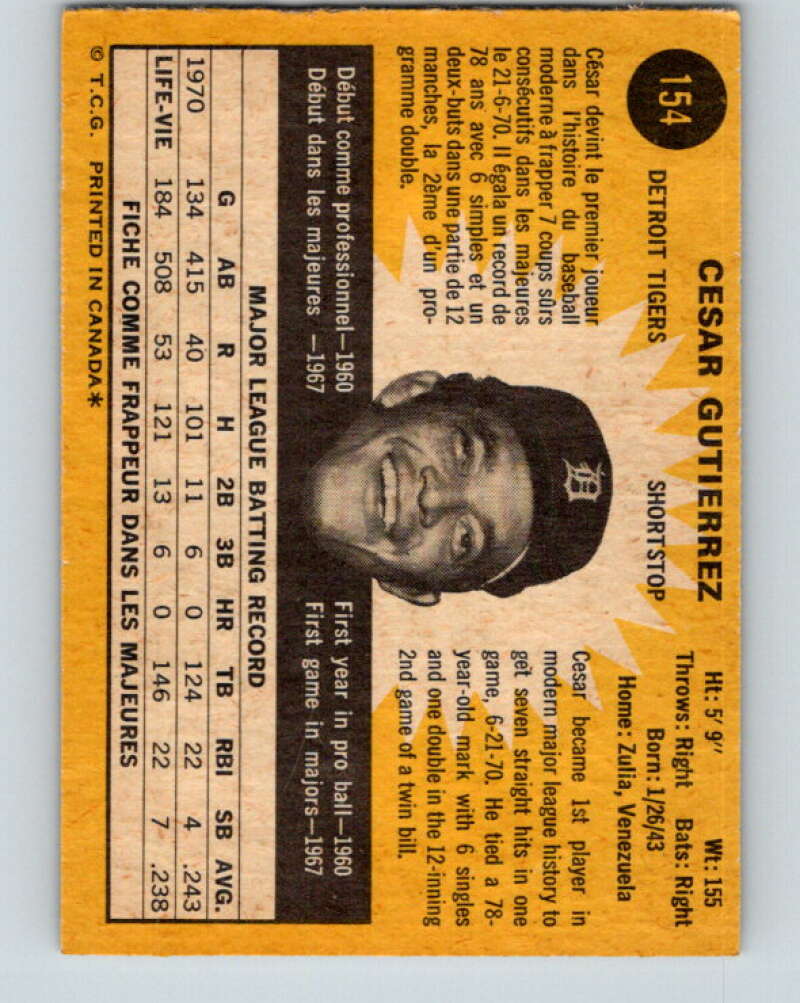 154
CESAR GUTIERREZ
DETROIT TIGERS SHORTSTOP
Ht: 5' 9" Wt: 155
Throws: Right Bats: Right
Born: 1/26/43
Home: Zulia, Venezuela
César devint le premier joueur
dans l'histoire du baseball
moderne à frapper 7 coups sûrs
consécutifs dans les majeures
le 21-6-70. Il égala un record de
78 ans avec 6 simples et un
deux-buts dans une partie de 12
manches, la 2ème d'un pro-
gramme double.
D
Cesar became 1st player in
modern major league history to
get seven straight hits in one
game, 6-21-70. He tied a 78-
year-old mark with 6 singles
and one double in the 12-inning
2nd game of a twin bill.
Début comme professionnel—1960
Début dans les majeures —1967
First year in pro ball—1960
First game in majors—1967
MAJOR LEAGUE BATTING RECORD
G AB R H 2B 3B HR TB RBI SB AVG.
1970 134 415 40 101 11 6 0 124 22 4 .243
LIFE-VIE 184 508 53 121 13 6 0 146 22 7 .238
FICHE COMME FRAPPEUR DANS LES MAJEURES
© T.C.G. PRINTED IN CANADA*